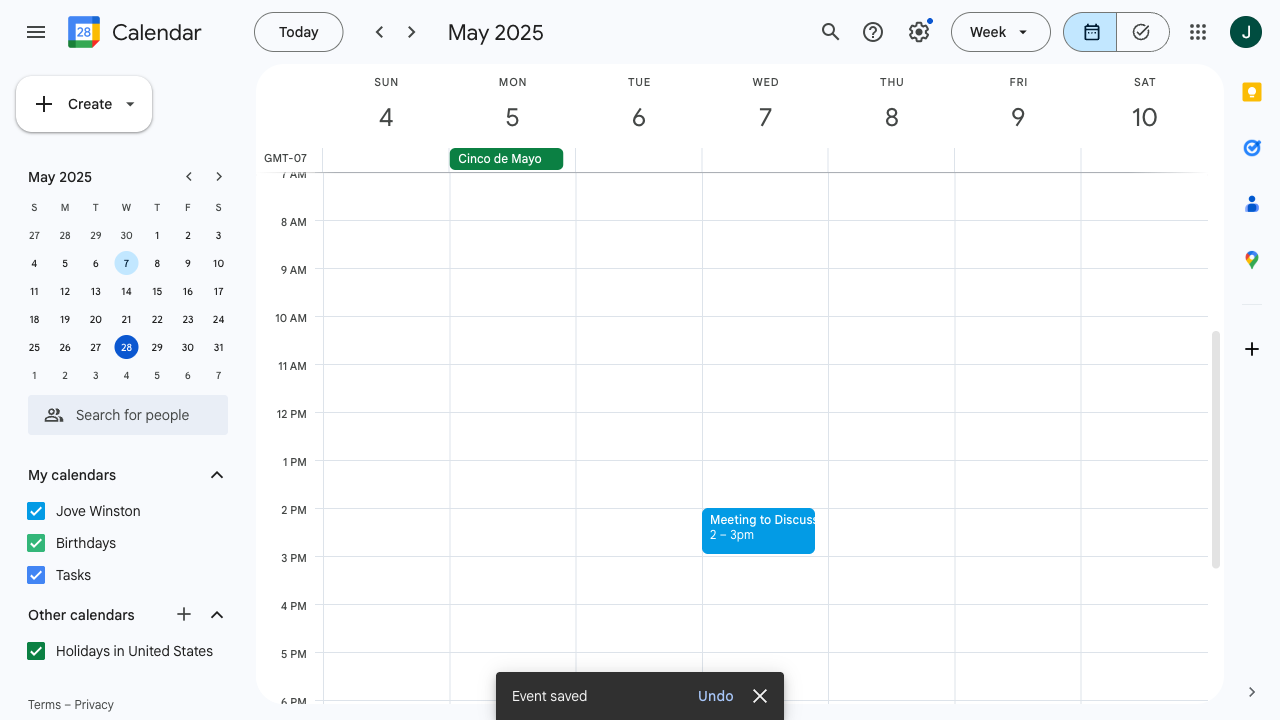 28 Calendar Today May 2025 Week J
Create
SUN MON TUE WED THU FRI SAT
4 5 6 7 8 9 10
GMT-07 Cinco de Mayo
May 2025
S M T W T F S
27 28 29 30 1 2 3
4 5 6 7 8 9 10
11 12 13 14 15 16 17
18 19 20 21 22 23 24
25 26 27 28 29 30 31
1 2 3 4 5 6 7
Search for people
My calendars
Jove Winston
Birthdays
Tasks
Other calendars
Holidays in United States
Terms – Privacy
7 AM
8 AM
9 AM
10 AM
11 AM
12 PM
1 PM
2 PM
Meeting to Discuss
2 – 3pm
3 PM
4 PM
5 PM
6 PM
Event saved Undo